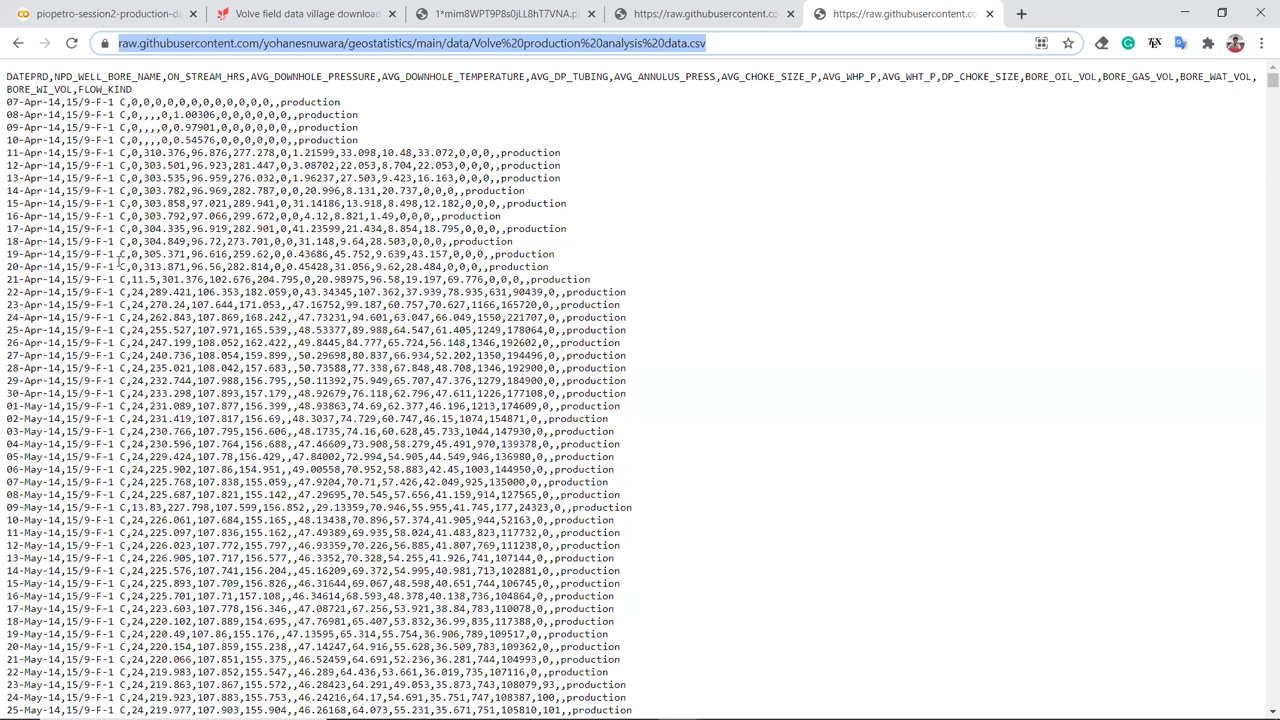 piopetro-session2-production-d
Volve field data village download
1*mim8WPT9P8s0jLL8hT7VNA.p
https://raw.githubusercontent.co
https://raw.githubusercontent.co
raw.githubusercontent.com/yohanesnuwara/geostatistics/main/data/Volve%20production%20analysis%20data.csv
DATEPRD,NPD_WELL_BORE_NAME,ON_STREAM_HRS,AVG_DOWNHOLE_PRESSURE,AVG_DOWNHOLE_TEMPERATURE,AVG_DP_TUBING,AVG_ANNULUS_PRESS,AVG_CHOKE_SIZE_P,AVG_WHP_P,AVG_WHT_P,DP_CHOKE_SIZE,BORE_OIL_VOL,BORE_GAS_VOL,BORE_WAT_VOL,
BORE_WI_VOL,FLOW_KIND
07-Apr-14,15/9-F-1 C,0,0,0,0,0,0,0,0,0,0,0,0,,production
08-Apr-14,15/9-F-1 C,0,,,,0,1.00306,0,0,0,0,0,0,,production
09-Apr-14,15/9-F-1 C,0,,,,0,0.97901,0,0,0,0,0,0,,production
10-Apr-14,15/9-F-1 C,0,,,,0,0.54576,0,0,0,0,0,0,,production
11-Apr-14,15/9-F-1 C,0,310.376,96.876,277.278,0,1.21599,33.098,10.48,33.072,0,0,0,,production
12-Apr-14,15/9-F-1 C,0,303.501,96.923,281.447,0,3.08702,22.053,8.704,22.053,0,0,0,,production
13-Apr-14,15/9-F-1 C,0,303.535,96.959,276.032,0,1.96237,27.503,9.423,16.163,0,0,0,,production
14-Apr-14,15/9-F-1 C,0,303.782,96.969,282.787,0,0,20.996,8.131,20.737,0,0,0,,production
15-Apr-14,15/9-F-1 C,0,303.858,97.021,289.941,0,31.14186,13.918,8.498,12.182,0,0,0,,production
16-Apr-14,15/9-F-1 C,0,303.792,97.066,299.672,0,0,4.12,8.821,1.49,0,0,0,,production
17-Apr-14,15/9-F-1 C,0,304.335,96.919,282.901,0,41.23599,21.434,8.854,18.795,0,0,0,,production
18-Apr-14,15/9-F-1 C,0,304.849,96.72,273.701,0,0,31.148,9.64,28.503,0,0,0,,production
19-Apr-14,15/9-F-1 C,0,305.371,96.616,259.62,0,0.43686,45.752,9.639,43.157,0,0,0,,production
20-Apr-14,15/9-F-1 C,0,313.871,96.56,282.814,0,0.45428,31.056,9.62,28.484,0,0,0,,production
21-Apr-14,15/9-F-1 C,11.5,301.376,102.676,204.795,0,20.98975,96.58,19.197,69.776,0,0,0,,production
22-Apr-14,15/9-F-1 C,24,289.421,106.353,182.059,0,43.34345,107.362,37.939,78.935,631,90439,0,,production
23-Apr-14,15/9-F-1 C,24,270.24,107.644,171.053,,47.16752,99.187,60.757,70.627,1166,165720,0,,production
24-Apr-14,15/9-F-1 C,24,262.843,107.869,168.242,,47.73231,94.601,63.047,66.049,1550,221707,0,,production
25-Apr-14,15/9-F-1 C,24,255.527,107.971,165.539,,48.53377,89.988,64.547,61.405,1249,178064,0,,production
26-Apr-14,15/9-F-1 C,24,247.199,108.052,162.422,,49.8445,84.777,65.724,56.148,1346,192602,0,,production
27-Apr-14,15/9-F-1 C,24,240.736,108.054,159.899,,50.29698,80.837,66.934,52.202,1350,194496,0,,production
28-Apr-14,15/9-F-1 C,24,235.021,108.042,157.683,,50.73588,77.338,67.848,48.708,1346,192900,0,,production
29-Apr-14,15/9-F-1 C,24,232.744,107.988,156.795,,50.11392,75.949,65.707,47.376,1279,184900,0,,production
30-Apr-14,15/9-F-1 C,24,233.298,107.893,157.179,,48.92679,76.118,62.796,47.611,1226,177108,0,,production
01-May-14,15/9-F-1 C,24,231.089,107.877,156.399,,48.93863,74.69,62.377,46.196,1213,174609,0,,production
02-May-14,15/9-F-1 C,24,231.419,107.817,156.69,,48.3037,74.729,60.747,46.15,1074,154871,0,,production
03-May-14,15/9-F-1 C,24,230.766,107.795,156.606,,48.1735,74.16,60.628,45.733,1044,147930,0,,production
04-May-14,15/9-F-1 C,24,230.596,107.764,156.688,,47.46609,73.908,58.279,45.491,970,139378,0,,production
05-May-14,15/9-F-1 C,24,229.424,107.78,156.429,,47.84002,72.994,54.905,44.549,946,136980,0,,production
06-May-14,15/9-F-1 C,24,225.902,107.86,154.951,,49.00558,70.952,58.883,42.45,1003,144950,0,,production
07-May-14,15/9-F-1 C,24,225.768,107.838,155.059,,47.9204,70.71,57.426,42.049,925,135000,0,,production
08-May-14,15/9-F-1 C,24,225.687,107.821,155.142,,47.29695,70.545,57.656,41.159,914,127565,0,,production
09-May-14,15/9-F-1 C,13.83,227.798,107.599,156.852,,29.13359,70.946,55.955,41.745,177,24323,0,,production
10-May-14,15/9-F-1 C,24,226.061,107.684,155.165,,48.13438,70.896,57.374,41.905,944,52163,0,,production
11-May-14,15/9-F-1 C,24,225.097,107.836,155.162,,47.49389,69.935,58.024,41.483,823,117732,0,,production
12-May-14,15/9-F-1 C,24,226.023,107.772,155.797,,46.93359,70.226,56.885,41.807,769,111238,0,,production
13-May-14,15/9-F-1 C,24,226.905,107.717,156.577,,46.3352,70.328,54.255,41.926,741,107144,0,,production
14-May-14,15/9-F-1 C,24,225.576,107.741,156.204,,45.16209,69.372,54.995,40.981,713,102881,0,,production
15-May-14,15/9-F-1 C,24,225.893,107.709,156.826,,46.31644,69.067,48.598,40.651,744,106745,0,,production
16-May-14,15/9-F-1 C,24,225.701,107.71,157.108,,46.34614,68.593,48.378,40.138,736,104864,0,,production
17-May-14,15/9-F-1 C,24,223.603,107.778,156.346,,47.08721,67.256,53.921,38.84,783,110078,0,,production
18-May-14,15/9-F-1 C,24,220.102,107.889,154.694,,47.76981,65.407,53.832,36.99,835,117388,0,,production
19-May-14,15/9-F-1 C,24,220.49,107.86,155.176,,47.13595,65.314,55.754,36.906,789,109517,0,,production
20-May-14,15/9-F-1 C,24,220.154,107.859,155.238,,47.14247,64.916,55.628,36.509,783,109362,0,,production
21-May-14,15/9-F-1 C,24,220.066,107.851,155.375,,46.52459,64.691,52.236,36.281,744,104993,0,,production
22-May-14,15/9-F-1 C,24,219.983,107.852,155.547,,46.289,64.436,53.661,36.019,735,107116,0,,production
23-May-14,15/9-F-1 C,24,219.863,107.867,155.572,,46.28423,64.291,49.053,35.873,743,108079,93,,production
24-May-14,15/9-F-1 C,24,219.923,107.883,155.753,,46.24216,64.17,54.691,35.751,747,108387,100,,production
25-May-14,15/9-F-1 C,24,219.977,107.903,155.904,,46.26168,64.073,55.231,35.671,751,105810,101,,production